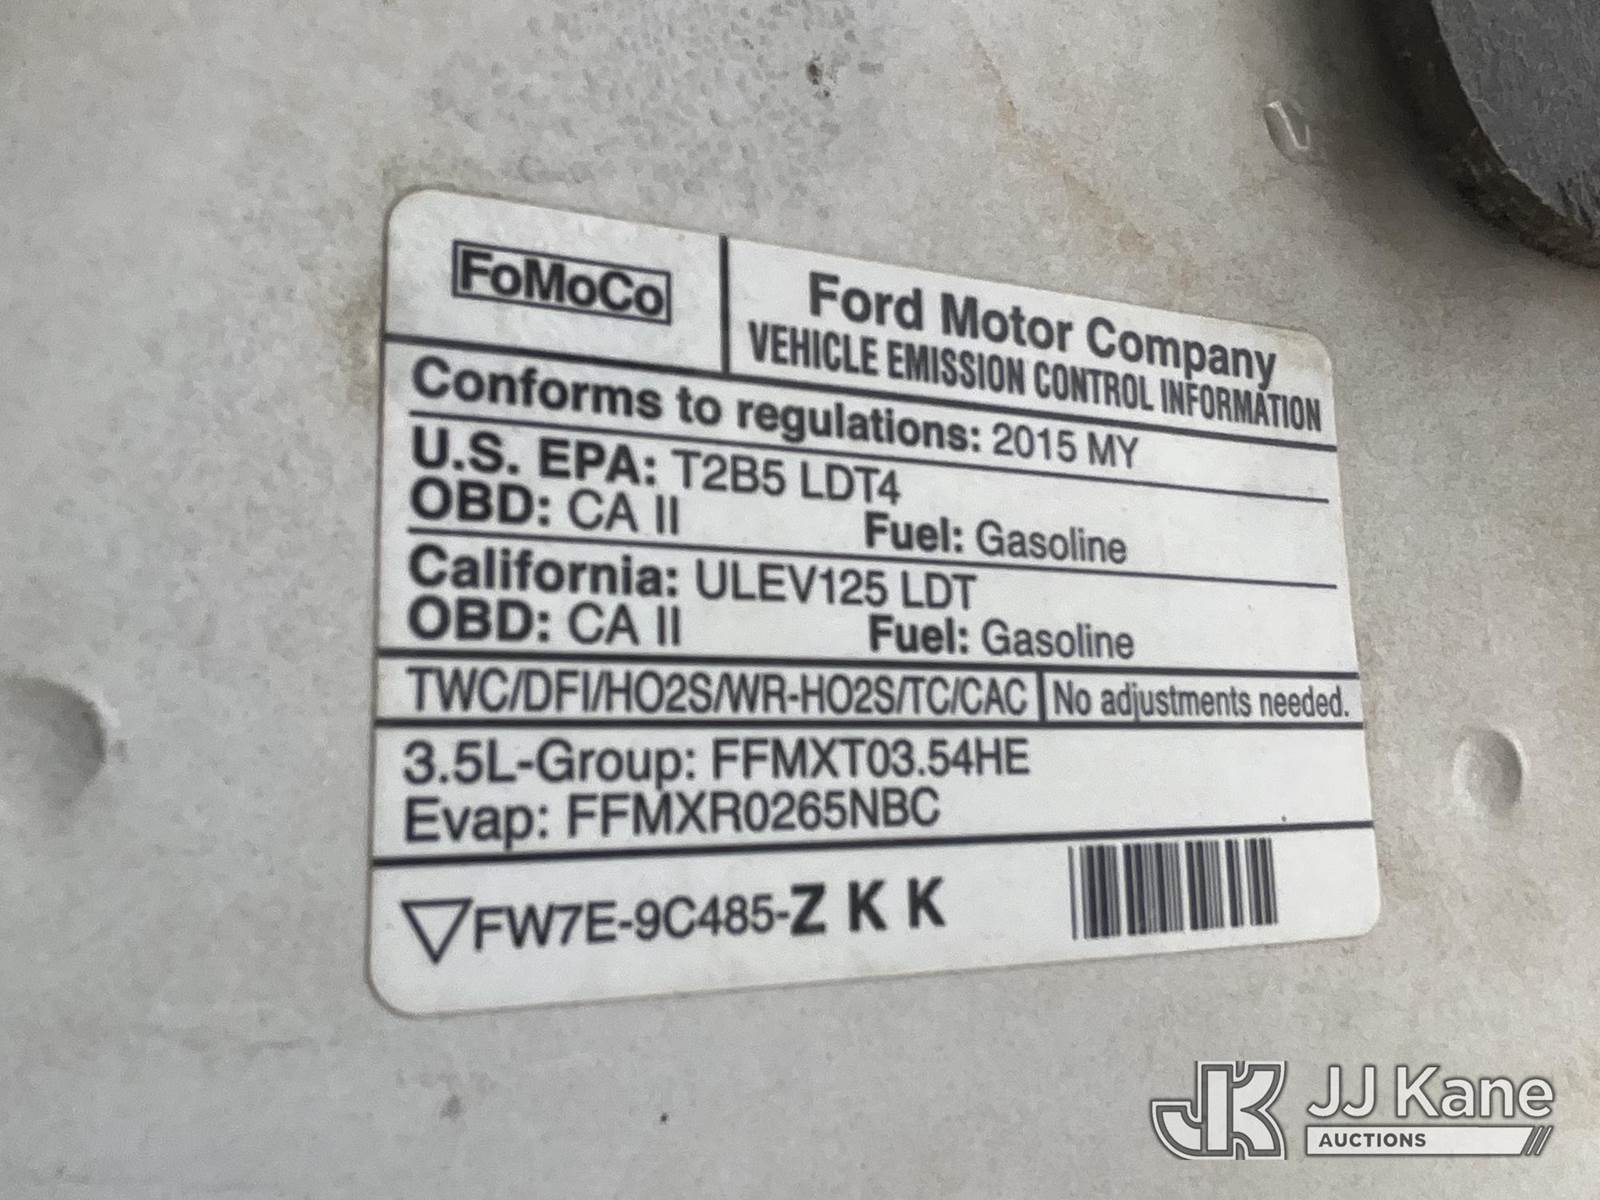 FoMoCo
Ford Motor Company
VEHICLE EMISSION CONTROL INFORMATION
Conforms to regulations: 2015 MY
U.S. EPA: T2B5 LDT4
OBD: CA II Fuel: Gasoline
California: ULEV125 LDT
OBD: CA II Fuel: Gasoline
TWC/DFI/HO2S/WR-HO2S/TC/CAC No adjustments needed.
3.5L-Group: FFMXT03.54HE
Evap: FFMXR0265NBC
FW7E-9C485-Z K K
JK JJ Kane
AUCTIONS